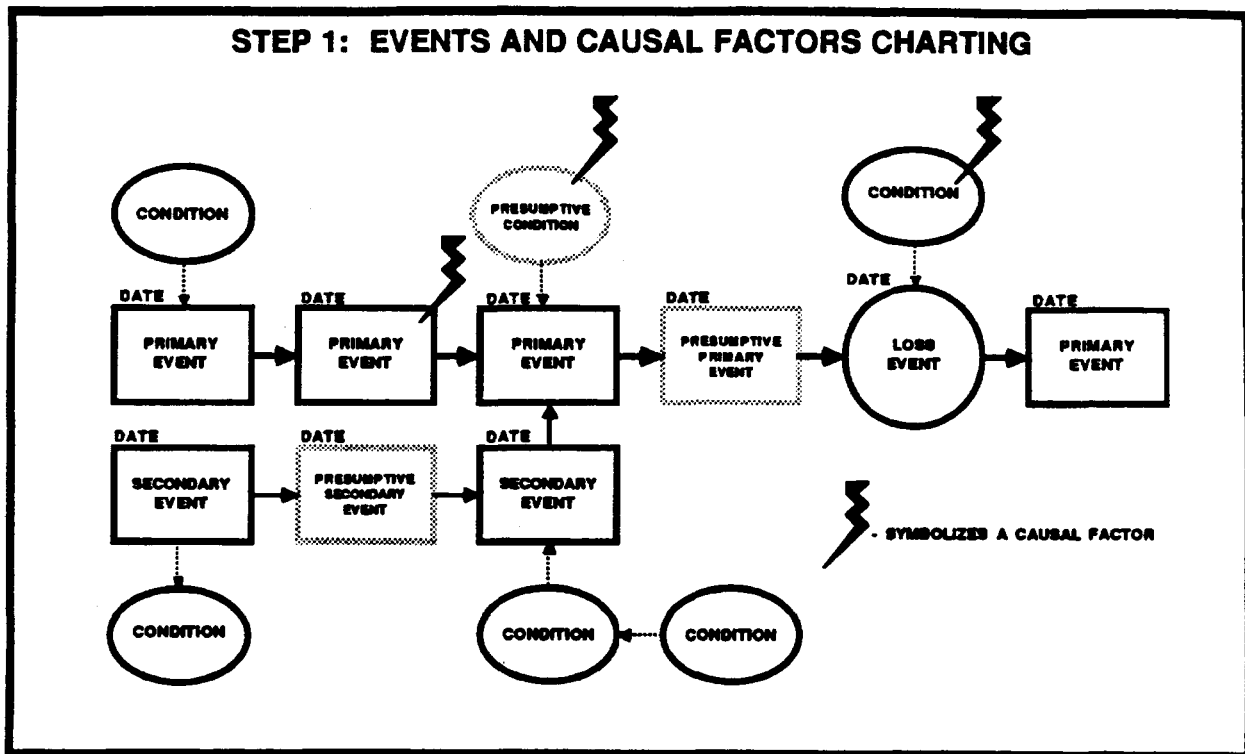 STEP 1: EVENTS AND CAUSAL FACTORS CHARTING
CONDITION
PRESUMPTIVE
CONDITION
CONDITION
DATE
PRIMARY
EVENT
DATE
PRIMARY
EVENT
DATE
PRIMARY
EVENT
DATE
PRESUMPTIVE
PRIMARY
EVENT
DATE
LOSS
EVENT
DATE
PRIMARY
EVENT
DATE
SECONDARY
EVENT
DATE
PRESUMPTIVE
SECONDARY
EVENT
DATE
SECONDARY
EVENT
- SYMBOLIZES A CAUSAL FACTOR
CONDITION
CONDITION
CONDITION